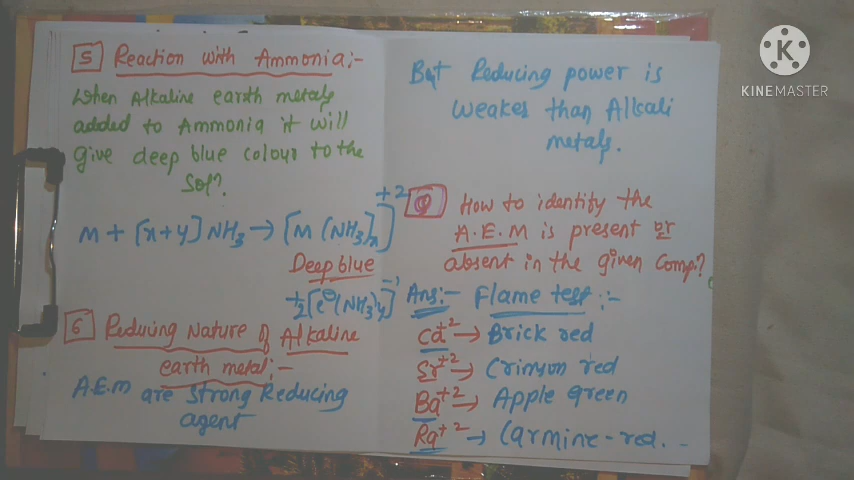 5 Reaction with Ammonia:-
When Alkaline earth metals
added to Ammonia it will
give deep blue colour to the
Solⁿ.
M + [x+y] NH₃ → [M (NH₃)ₓ]⁺²
Deep blue
+2[e⊖(NH₃)y]⁻¹
6 Reducing Nature of Alkaline
earth metal:-
A.E.M are Strong Reducing
agent
But Reducing power is
weakes than Alkali
metals.
Q How to identify the
A.E.M is present or
absent in the given Comp.?
Ans:- Flame test:-
Ca⁺² → Brick red
Sr⁺² → Crimson red
Ba⁺² → Apple Green
Ra⁺² → Carmine-red.
K
KINEMASTER